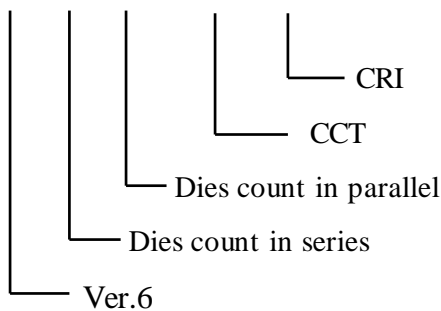 CRI
CCT
Dies count in parallel
Dies count in series
Ver.6